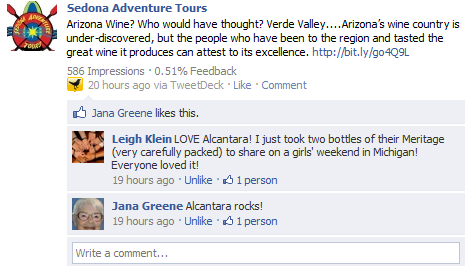 SEDONA ADVENTURE
TOURS
Sedona Adventure Tours
Arizona Wine? Who would have thought? Verde Valley....Arizona's wine country is
under-discovered, but the people who have been to the region and tasted the
great wine it produces can attest to its excellence. http://bit.ly/go4Q9L
586 Impressions · 0.51% Feedback
20 hours ago via TweetDeck · Like · Comment
Jana Greene likes this.
Leigh Klein LOVE Alcantara! I just took two bottles of their Meritage
(very carefully packed) to share on a girls' weekend in Michigan!
Everyone loved it!
19 hours ago · Unlike · 1 person
Jana Greene Alcantara rocks!
19 hours ago · Unlike · 1 person
Write a comment...